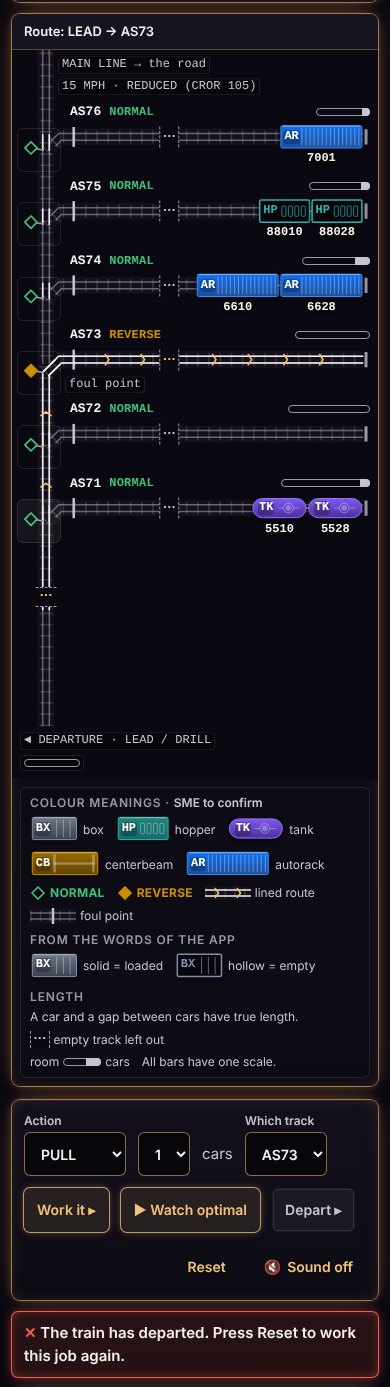 Route: LEAD → AS73
MAIN LINE → the road
15 MPH · REDUCED (CROR 105)
AS76 NORMAL
AR
7001
AS75 NORMAL
HP HP
88010 88028
AS74 NORMAL
AR AR
6610 6628
AS73 REVERSE
foul point
AS72 NORMAL
AS71 NORMAL
TK TK
5510 5528
◄ DEPARTURE · LEAD / DRILL
COLOUR MEANINGS · SME to confirm
BX box HP hopper TK tank
CB centerbeam AR autorack
NORMAL REVERSE lined route
foul point
FROM THE WORDS OF THE APP
BX solid = loaded BX hollow = empty
LENGTH
A car and a gap between cars have true length.
··· empty track left out
room cars All bars have one scale.
Action Which track
PULL 1 cars AS73
Work it ▸ ▶ Watch optimal Depart ▸
Reset 🔇 Sound off
✕ The train has departed. Press Reset to work
this job again.